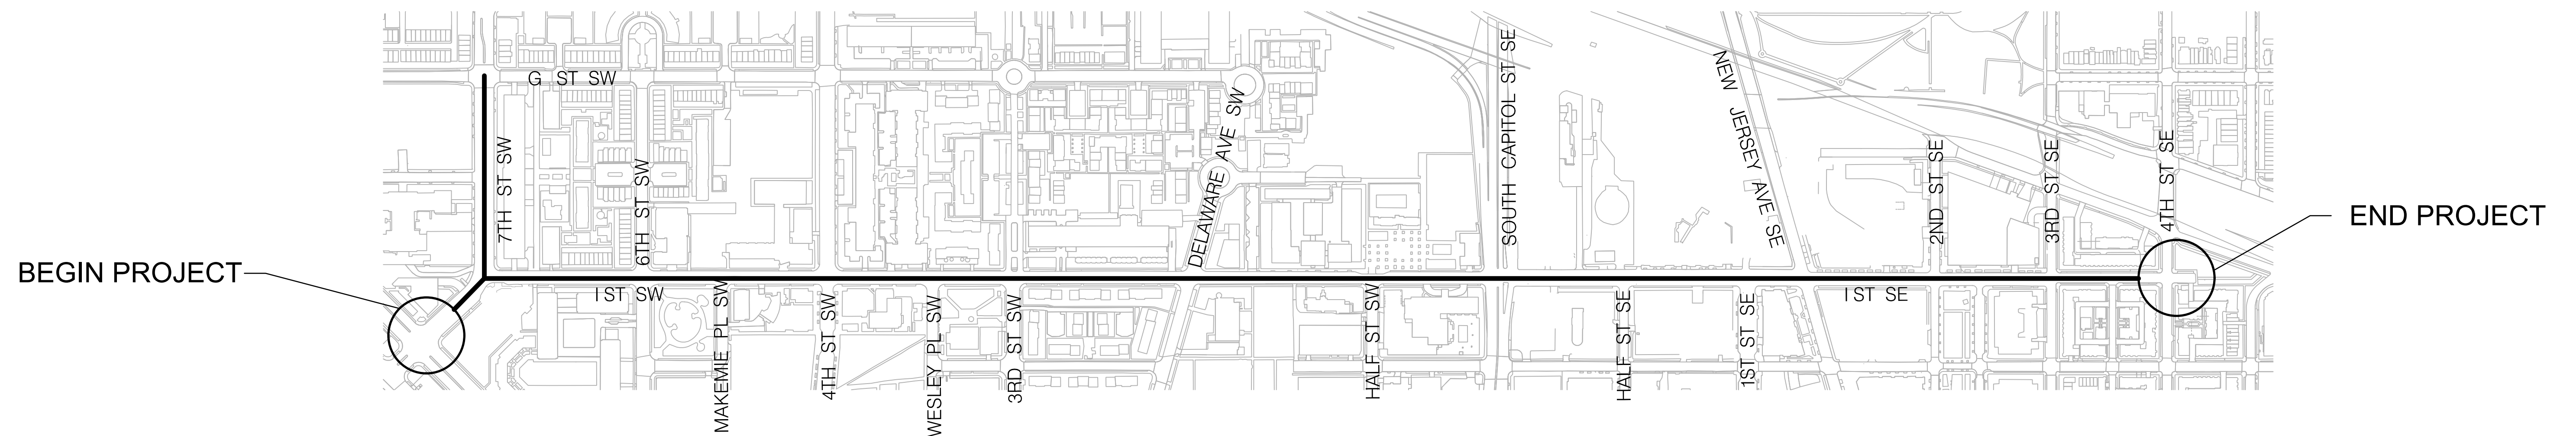 G ST SW
7TH ST SW
6TH ST SW
DELAWARE AVE SW
SOUTH CAPITOL ST SE
NEW JERSEY AVE SE
2ND ST SE
3RD ST SE
4TH ST SE
END PROJECT
BEGIN PROJECT
I ST SW
MAKEMIE PL SW
4TH ST SW
WESLEY PL SW
3RD ST SW
HALF ST SW
HALF ST SE
1ST ST SE
I ST SE